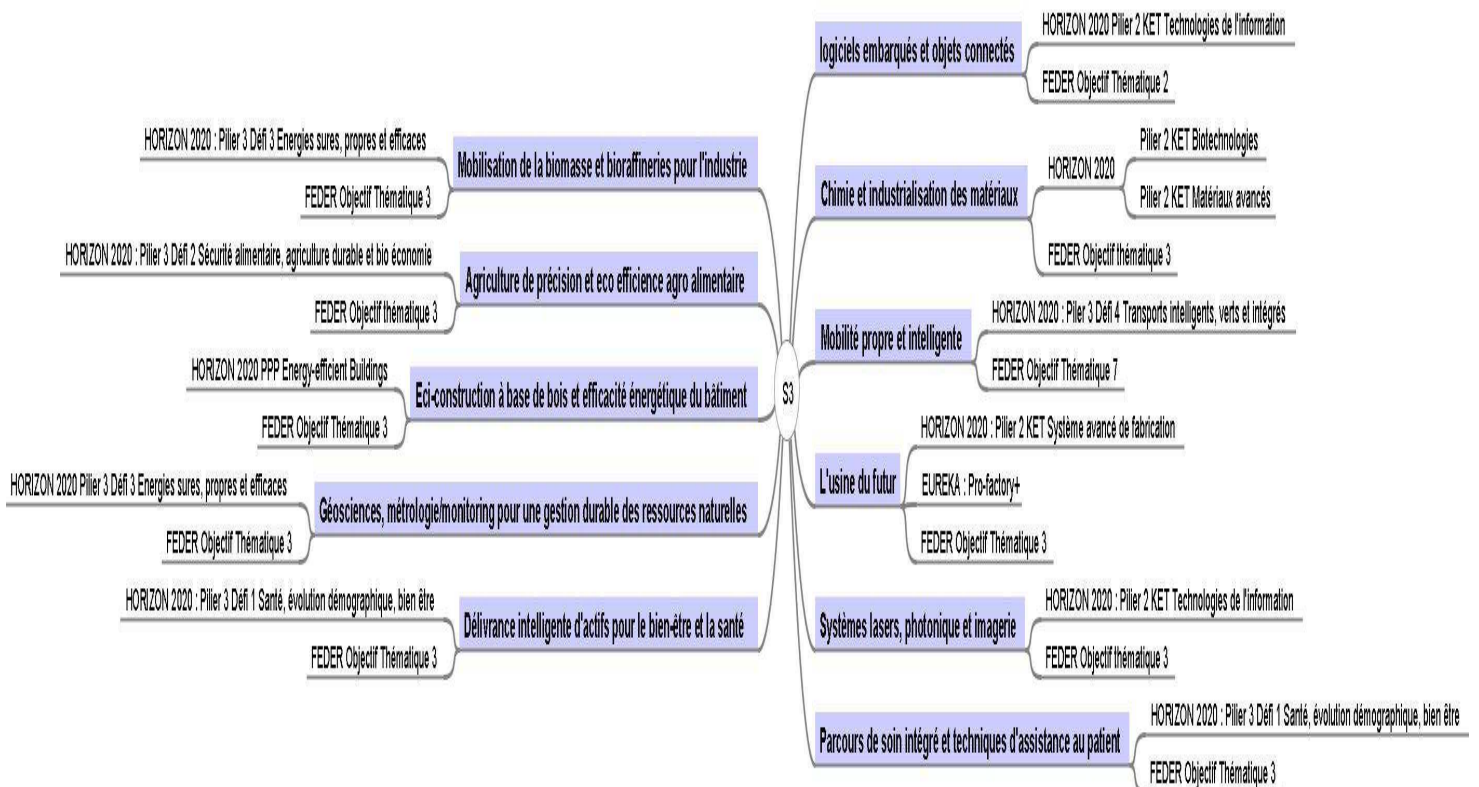 HORIZON 2020 : Pilier 3 Défi 3 Energies sures, propres et efficaces
FEDER Objectif Thématique 3
Mobilisation de la biomasse et bioraffineries pour l'industrie
HORIZON 2020 : Pilier 3 Défi 2 Sécurité alimentaire, agriculture durable et bio économie
FEDER Objectif thématique 3
Agriculture de précision et eco efficience agro alimentaire
HORIZON 2020 PPP Energy-efficient Buildings
FEDER Objectif Thématique 3
Eci-construction à base de bois et efficacité énergétique du bâtiment
HORIZON 2020 Pilier 3 Défi 3 Energies sures, propres et efficaces
FEDER Objectif Thématique 3
Géosciences, métrologie/monitoring pour une gestion durable des ressources naturelles
HORIZON 2020 : Pilier 3 Défi 1 Santé, évolution démographique, bien être
FEDER Objectif Thématique 3
Délivrance intelligente d'actifs pour le bien-être et la santé
S3
logiciels embarqués et objets connectés
HORIZON 2020 Pilier 2 KET Technologies de l'information
FEDER Objectif Thématique 2
Chimie et industrialisation des matériaux
HORIZON 2020
Pilier 2 KET Biotechnologies
Pilier 2 KET Matériaux avancés
FEDER Objectif thématique 3
Mobilité propre et intelligente
HORIZON 2020 : Piler 3 Défi 4 Transports intelligents, verts et intégrés
FEDER Objectif Thématique 7
L'usine du futur
HORIZON 2020 : Pilier 2 KET Système avancé de fabrication
EUREKA : Pro-factory+
FEDER Objectif Thématique 3
Systèmes lasers, photonique et imagerie
HORIZON 2020 : Pilier 2 KET Technologies de l'information
FEDER Objectif thématique 3
Parcours de soin intégré et techniques d'assistance au patient
HORIZON 2020 : Pilier 3 Défi 1 Santé, évolution démographique, bien être
FEDER Objectif Thématique 3